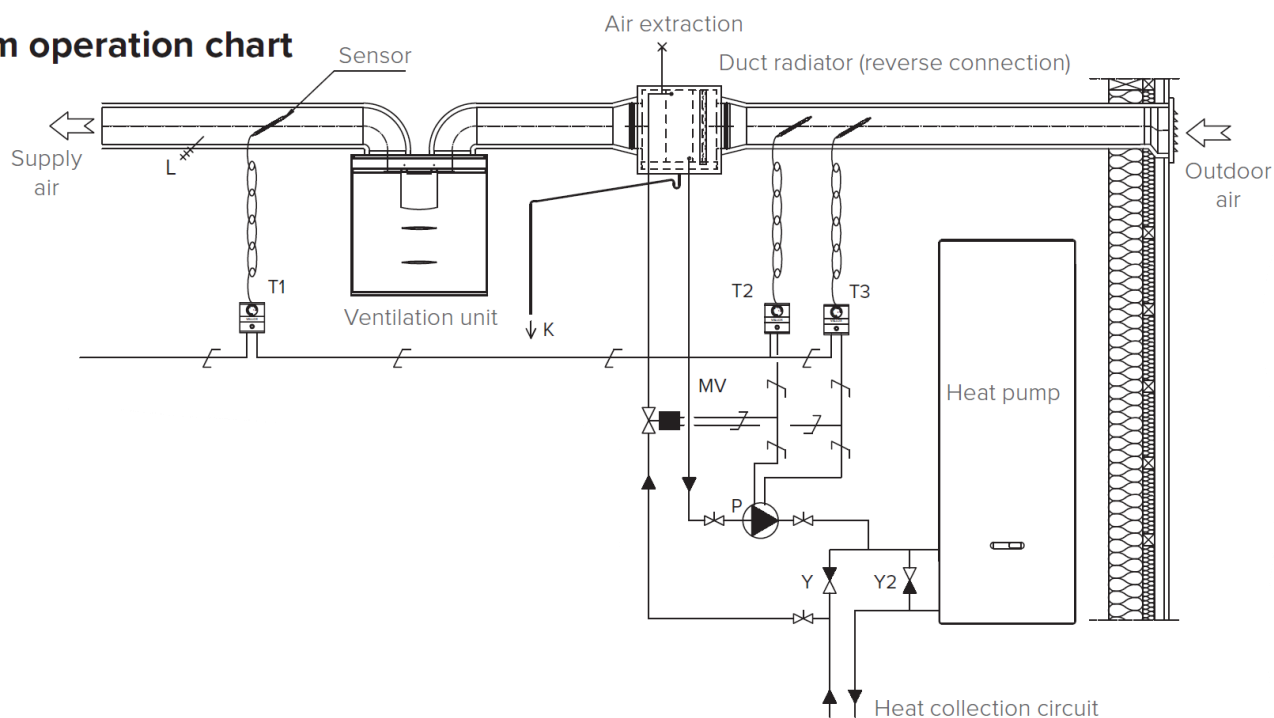 m operation chart
Air extraction
Sensor
Duct radiator (reverse connection)
Supply
air
L
Outdoor
air
T1
T2
T3
Ventilation unit
K
MV
Heat pump
P
Y
Y2
Heat collection circuit